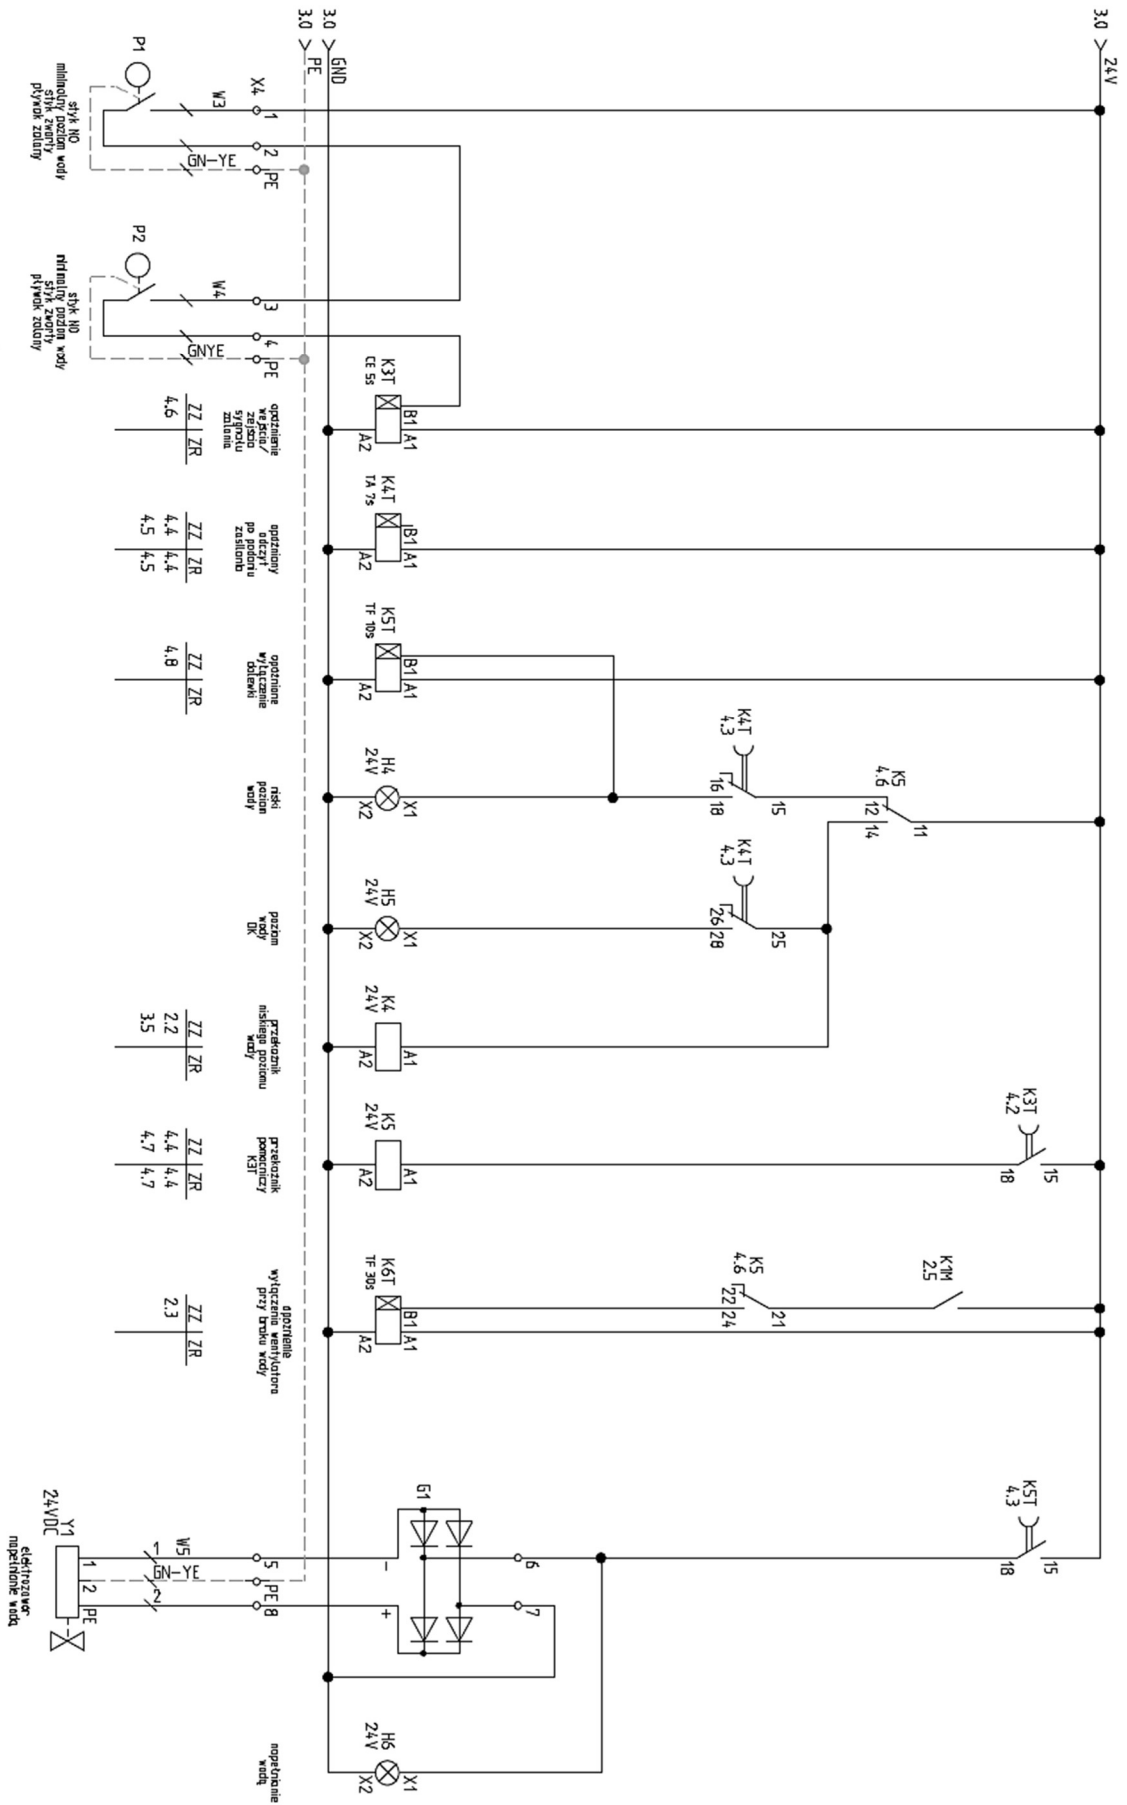 3.0
24V
3.0
GND
3.0
PE
P1
W3
X4
1
2
GN-YE
PE
styk NO
minimalny poziom wody
styk zwarty
pływak zalany
P2
W4
3
4
GNYE
PE
styk NO
minimalny poziom wody
styk zwarty
pływak zalany
K3T
CE 5s
B1
A1
A2
opóźnienie
wejścia/
zejścia
sygnału
zalania
ZZ
ZR
4.6
K4T
TA 7s
B1
A1
A2
opóźniony
odczyt
po podaniu
zasilania
ZZ
ZR
4.4
4.4
4.5
4.5
K5T
TF 10s
B1
A1
A2
opóźnione
wyłączenie
dolewki
ZZ
ZR
4.8
K4T
4.3
16
18
15
K5
4.6
12
14
11
H4
24V
X1
X2
niski
poziom
wody
K4T
4.3
26
28
25
H5
24V
X1
X2
poziom
wody
OK
K4
24V
A1
A2
przekaźnik
niskiego poziomu
wody
ZZ
ZR
2.2
3.5
K3T
4.2
18
15
K5
24V
A1
A2
przekaźnik
pomocniczy
K3T
ZZ
ZR
4.4
4.4
4.7
4.7
K1M
2.5
K5
4.6
22
24
21
K6T
TF 30s
B1
A1
A2
opóźnienie
wyłączenia wentylatora
przy braku wody
ZZ
ZR
2.3
K5T
4.3
18
15
G1
6
7
-
+
5
PE
8
W5
1
GN-YE
2
Y1
24VDC
1
2
PE
elektrozawór
napełnianie wodą
H6
24V
X1
X2
napełnianie
wodą